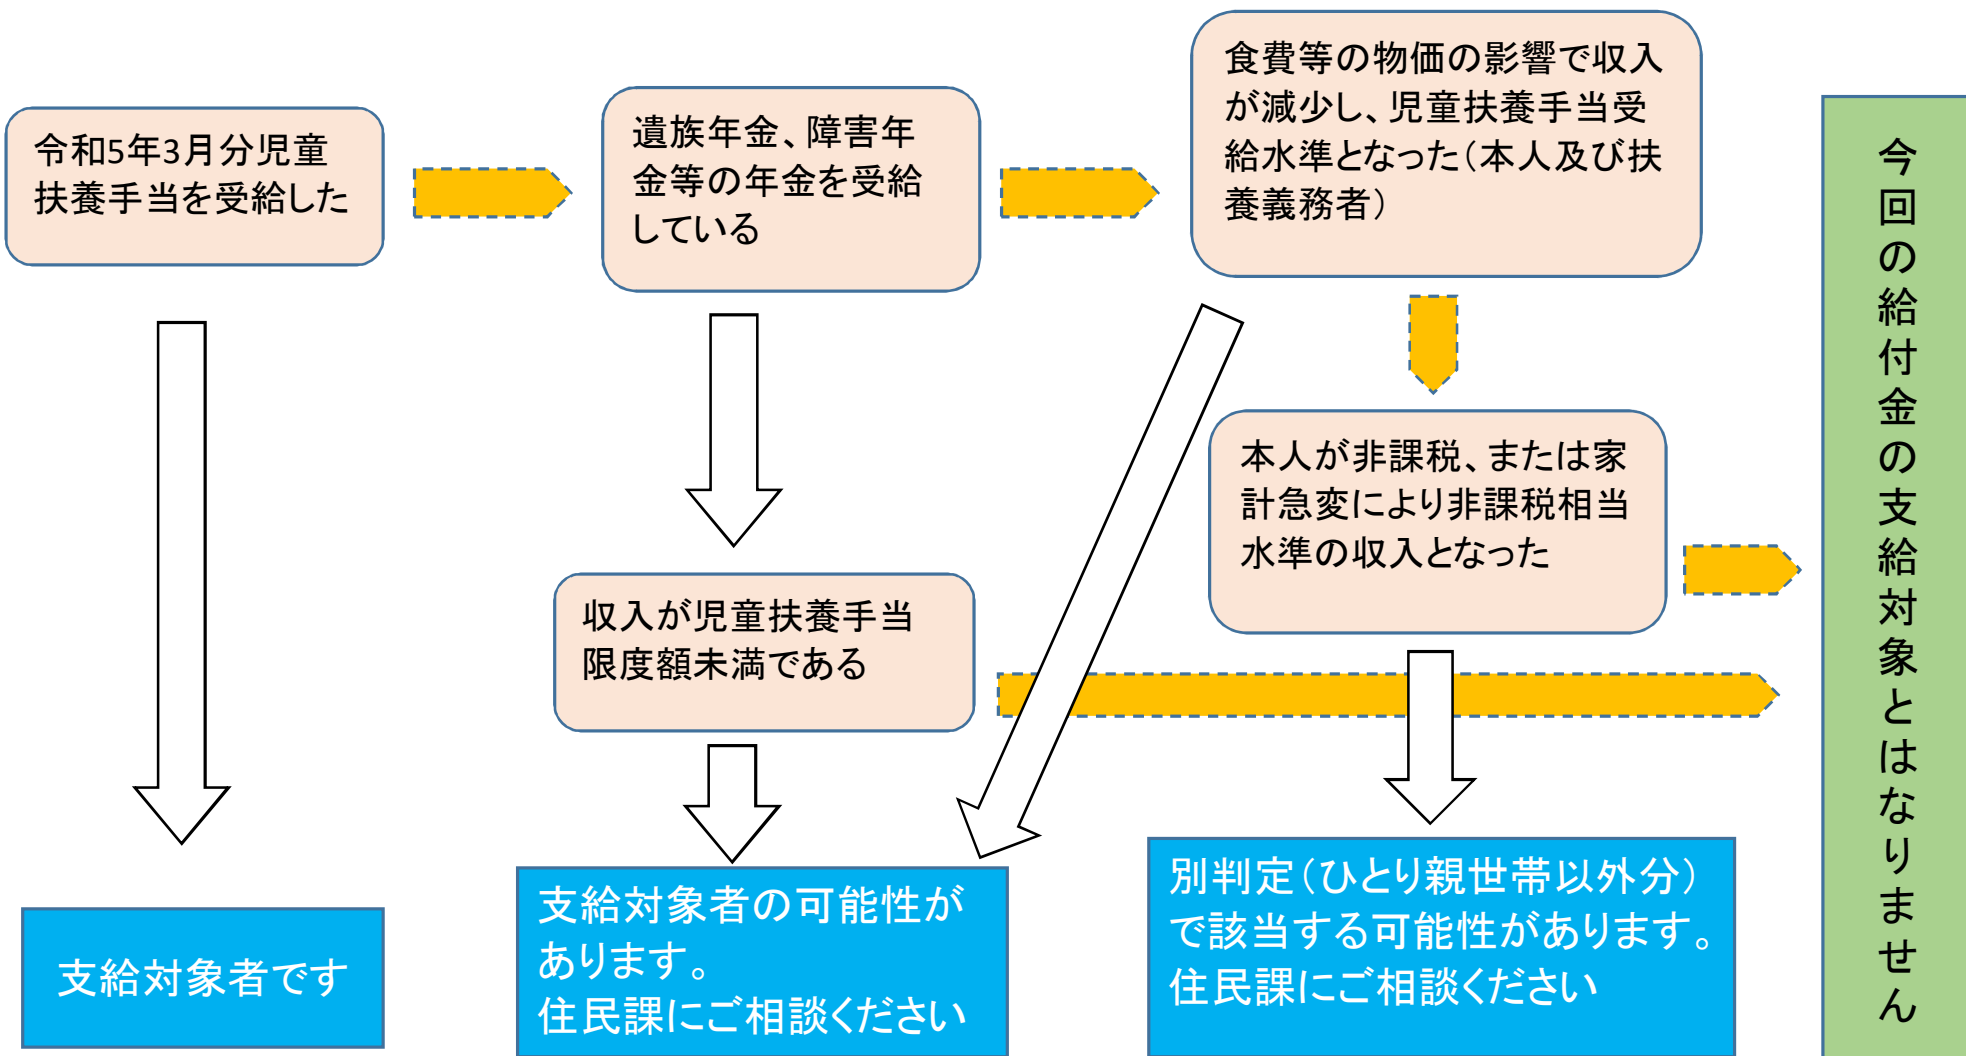 令和5年3月分児童
扶養手当を受給した
遺族年金、障害年
金等の年金を受給
している
食費等の物価の影響で収入
が減少し、児童扶養手当受
給水準となった（本人及び扶
養義務者）
本人が非課税、または家
計急変により非課税相当
水準の収入となった
収入が児童扶養手当
限度額未満である
支給対象者です
支給対象者の可能性が
あります。
住民課にご相談ください
別判定（ひとり親世帯以外分）
で該当する可能性があります。
住民課にご相談ください
今回の給付金の支給対象とはなりません